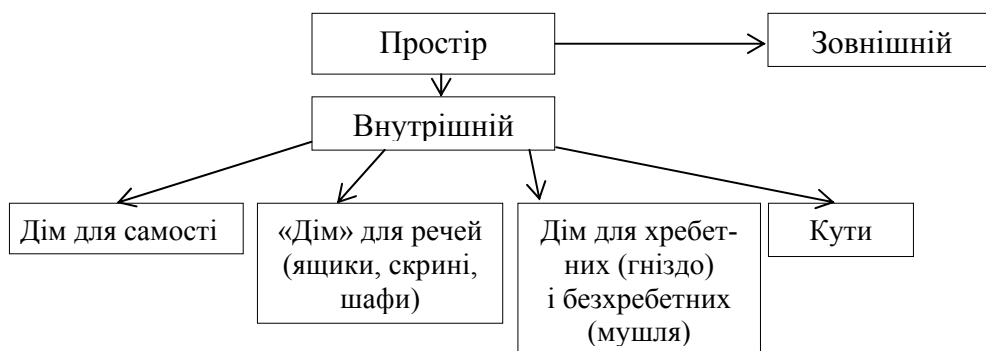 Простір
Зовнішній
Внутрішній
Дім для самості
«Дім» для речей
(ящики, скрині,
шафи)
Дім для хребет-
них (гніздо)
і безхребетних
(мушля)
Кути